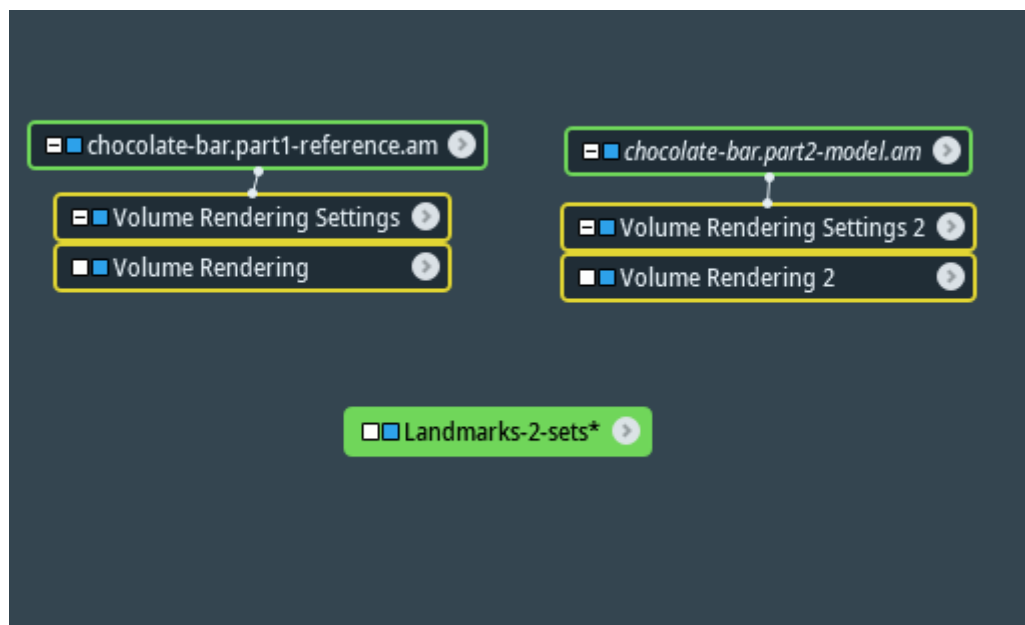 chocolate-bar.part1-reference.am
chocolate-bar.part2-model.am
Volume Rendering Settings
Volume Rendering
Volume Rendering Settings 2
Volume Rendering 2
Landmarks-2-sets*